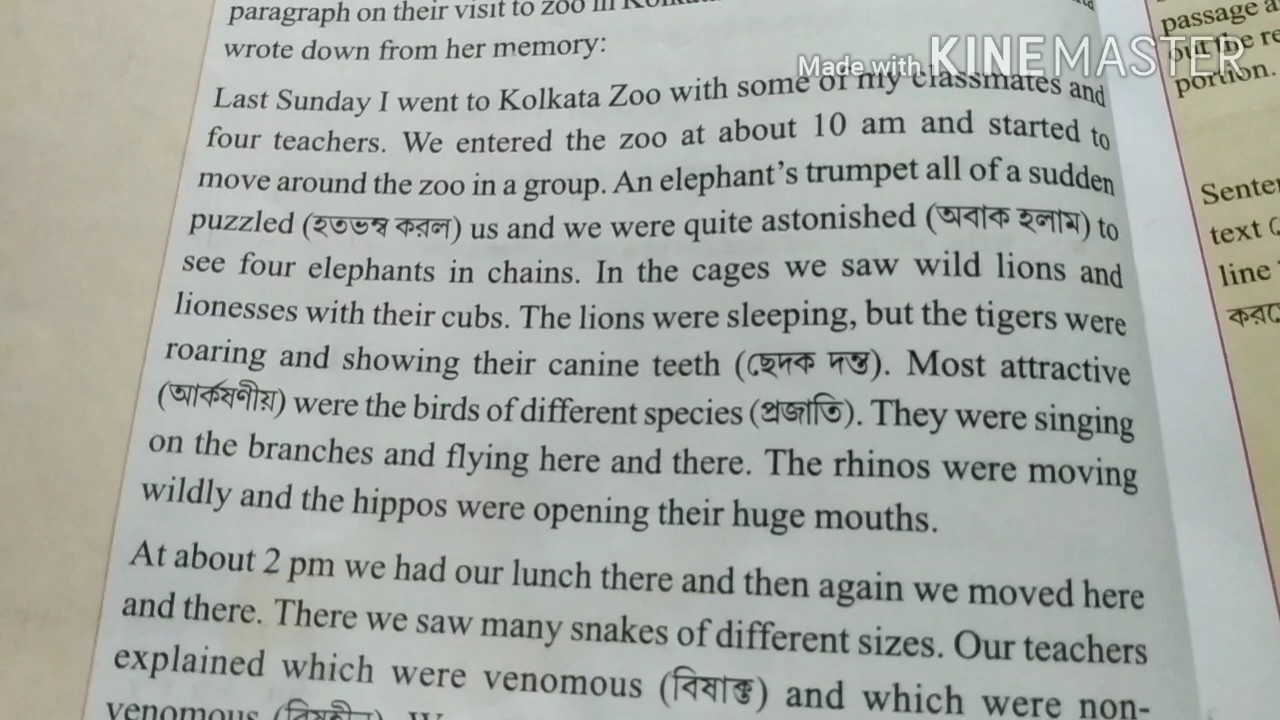 paragraph on their visit to zoo in
wrote down from her memory:
Last Sunday I went to Kolkata Zoo with some of my classmates and
four teachers. We entered the zoo at about 10 am and started to
move around the zoo in a group. An elephant's trumpet all of a sudden
puzzled (হতভম্ব করল) us and we were quite astonished (অবাক হলাম) to
see four elephants in chains. In the cages we saw wild lions and
lionesses with their cubs. The lions were sleeping, but the tigers were
roaring and showing their canine teeth (ছেদক দন্ত). Most attractive
(আর্কষণীয়) were the birds of different species (প্রজাতি). They were singing
on the branches and flying here and there. The rhinos were moving
wildly and the hippos were opening their huge mouths.
At about 2 pm we had our lunch there and then again we moved here
and there. There we saw many snakes of different sizes. Our teachers
explained which were venomous (বিষাক্ত) and which were non-
venomous
Made with KINEMASTER
passage
out the
portion.
text
line